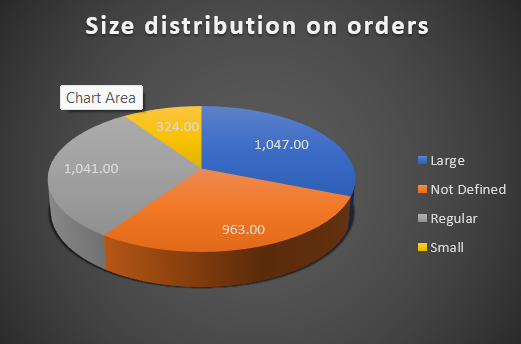 Size distribution on orders
Chart Area
324.00
1,047.00
1,041.00
963.00
Large
Not Defined
Regular
Small